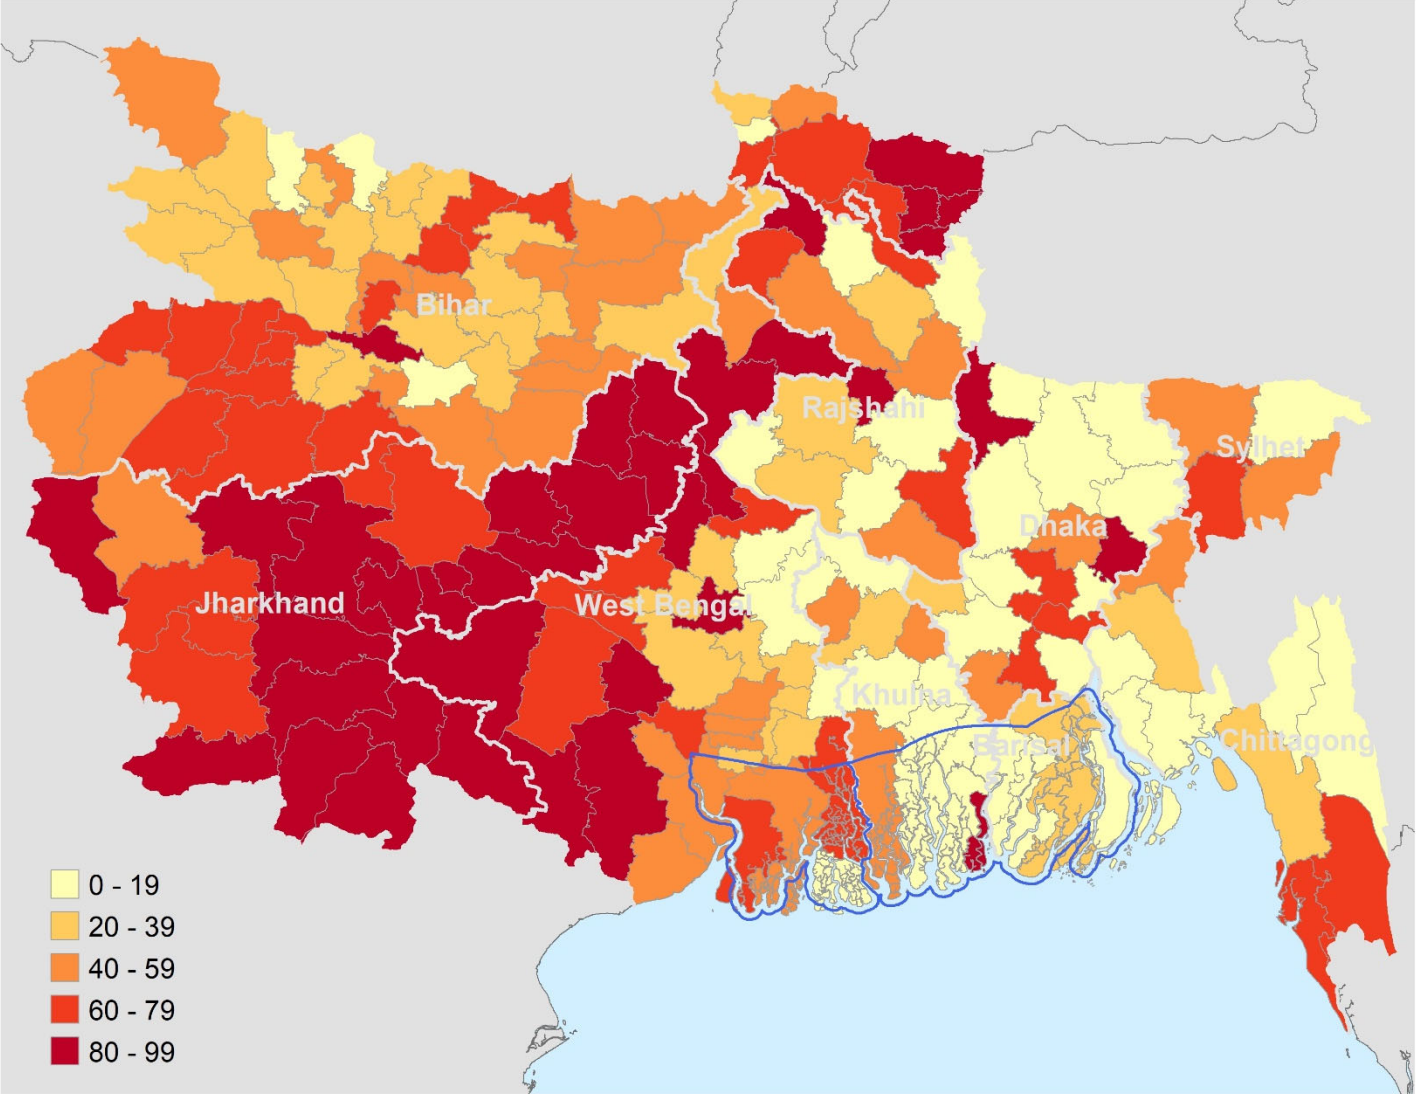 Bihar
Rajshahi
Sylhet
Dhaka
Jharkhand
West Bengal
Khulna
Barisal
Chittagong
0 - 19
20 - 39
40 - 59
60 - 79
80 - 99